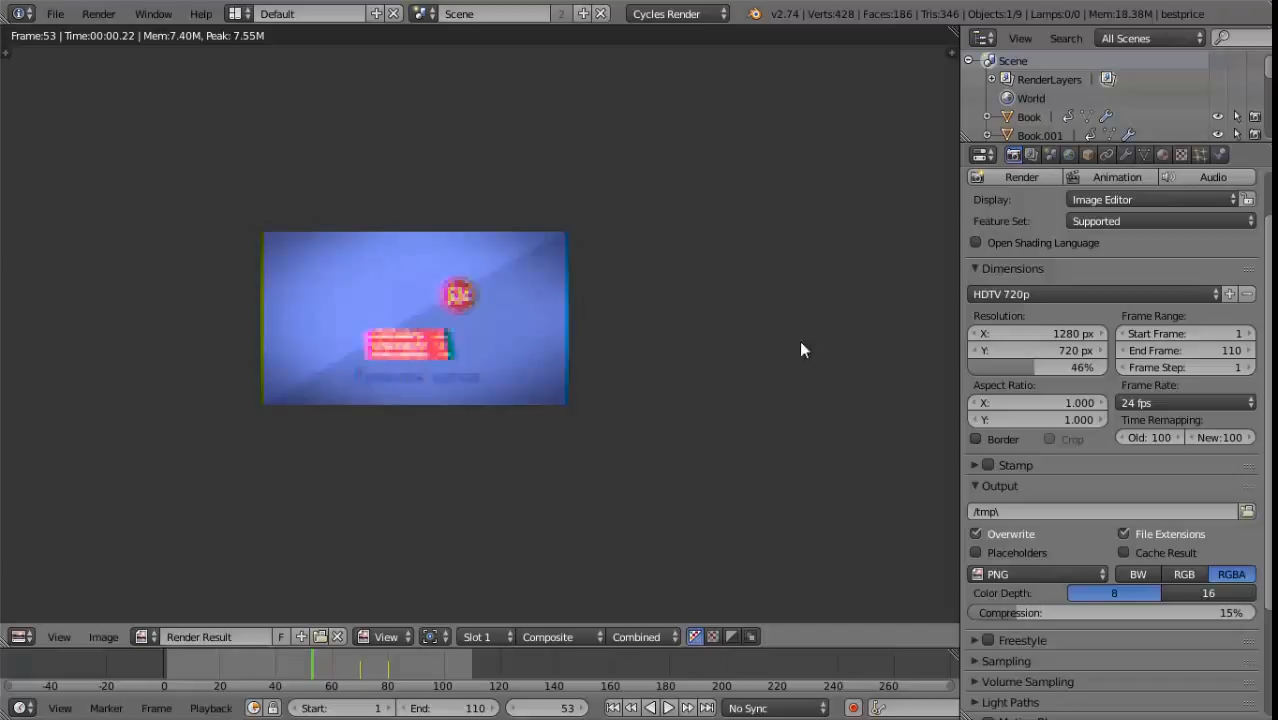 File Render Window Help Default Scene 2 Cycles Render v2.74 | Verts:428 | Faces:186 | Tris:346 | Objects:1/9 | Lamps:0/0 | Mem:18.38M | bestprice
Frame:53 | Time:00:00.22 | Mem:7.40M, Peak: 7.55M
View Search All Scenes
Scene
RenderLayers |
World
Book |
Book.001 |
Render Animation Audio
Display: Image Editor
Feature Set: Supported
Open Shading Language
Dimensions
HDTV 720p
Resolution: Frame Range:
X: 1280 px Start Frame: 1
Y: 720 px End Frame: 110
46% Frame Step: 1
Aspect Ratio: Frame Rate:
X: 1.000 24 fps
Y: 1.000 Time Remapping:
Border Crop Old: 100 New:100
Stamp
Output
/tmp\
Overwrite File Extensions
Placeholders Cache Result
PNG BW RGB RGBA
Color Depth: 8 16
Compression: 15%
Freestyle
Sampling
Volume Sampling
Light Paths
View Image Render Result F View Slot 1 Composite Combined
-40 -20 0 20 40 60 80 100 120 140 160 180 200 220 240 260
View Marker Frame Playback Start: 1 End: 110 53 No Sync